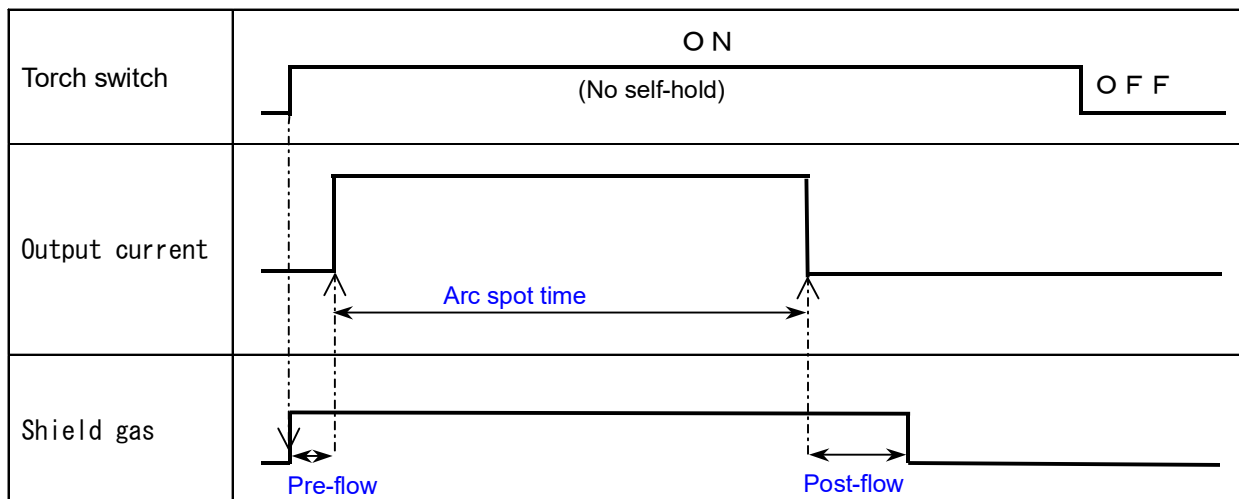 Torch switch
ＯＮ
(No self-hold)
ＯＦＦ
Output current
Arc spot time
Shield gas
Pre-flow
Post-flow